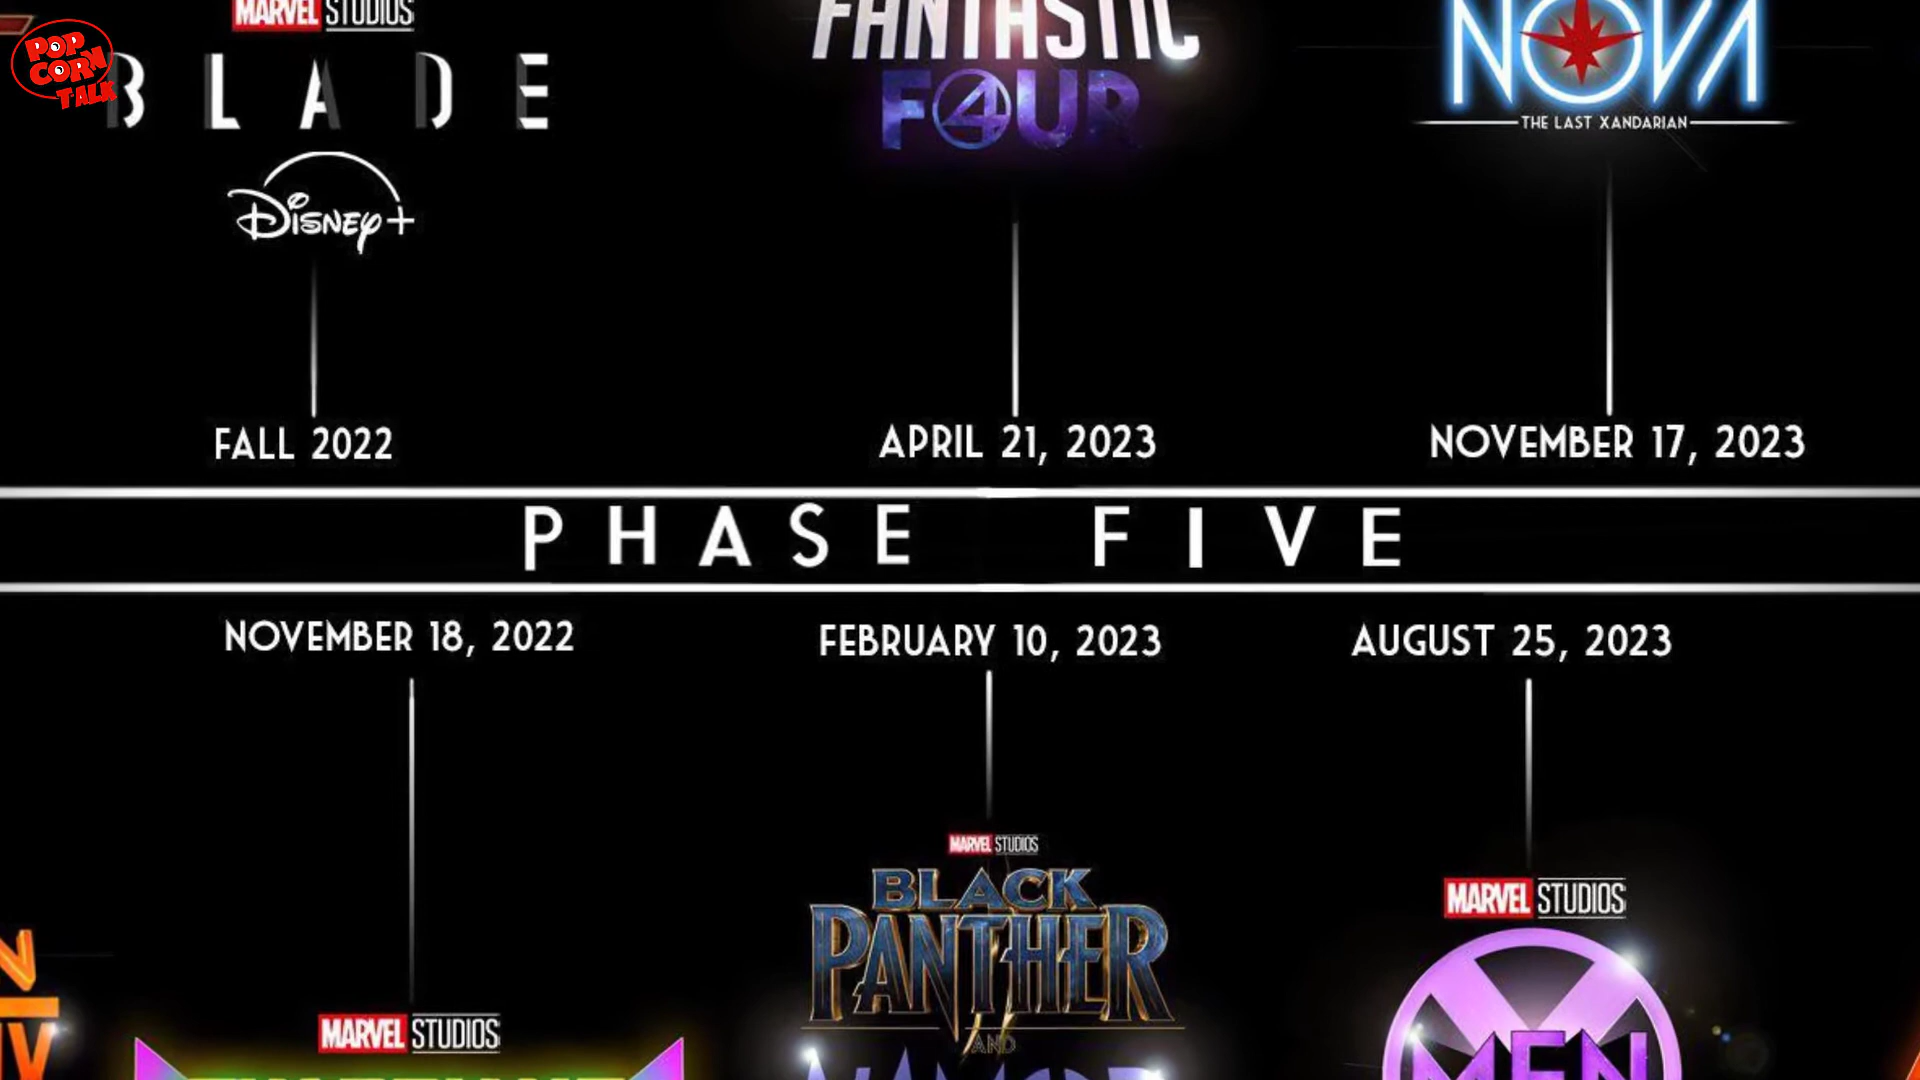 POP
CORN
TALK
MARVEL STUDIOS
BLADE
Disney+
FALL 2022
FANTASTIC
FOUR
APRIL 21, 2023
NOVA
THE LAST XANDARIAN
NOVEMBER 17, 2023
PHASE FIVE
NOVEMBER 18, 2022
MARVEL STUDIOS
FEBRUARY 10, 2023
MARVEL STUDIOS
BLACK
PANTHER
AND
NAMOR
AUGUST 25, 2023
MARVEL STUDIOS
MEN